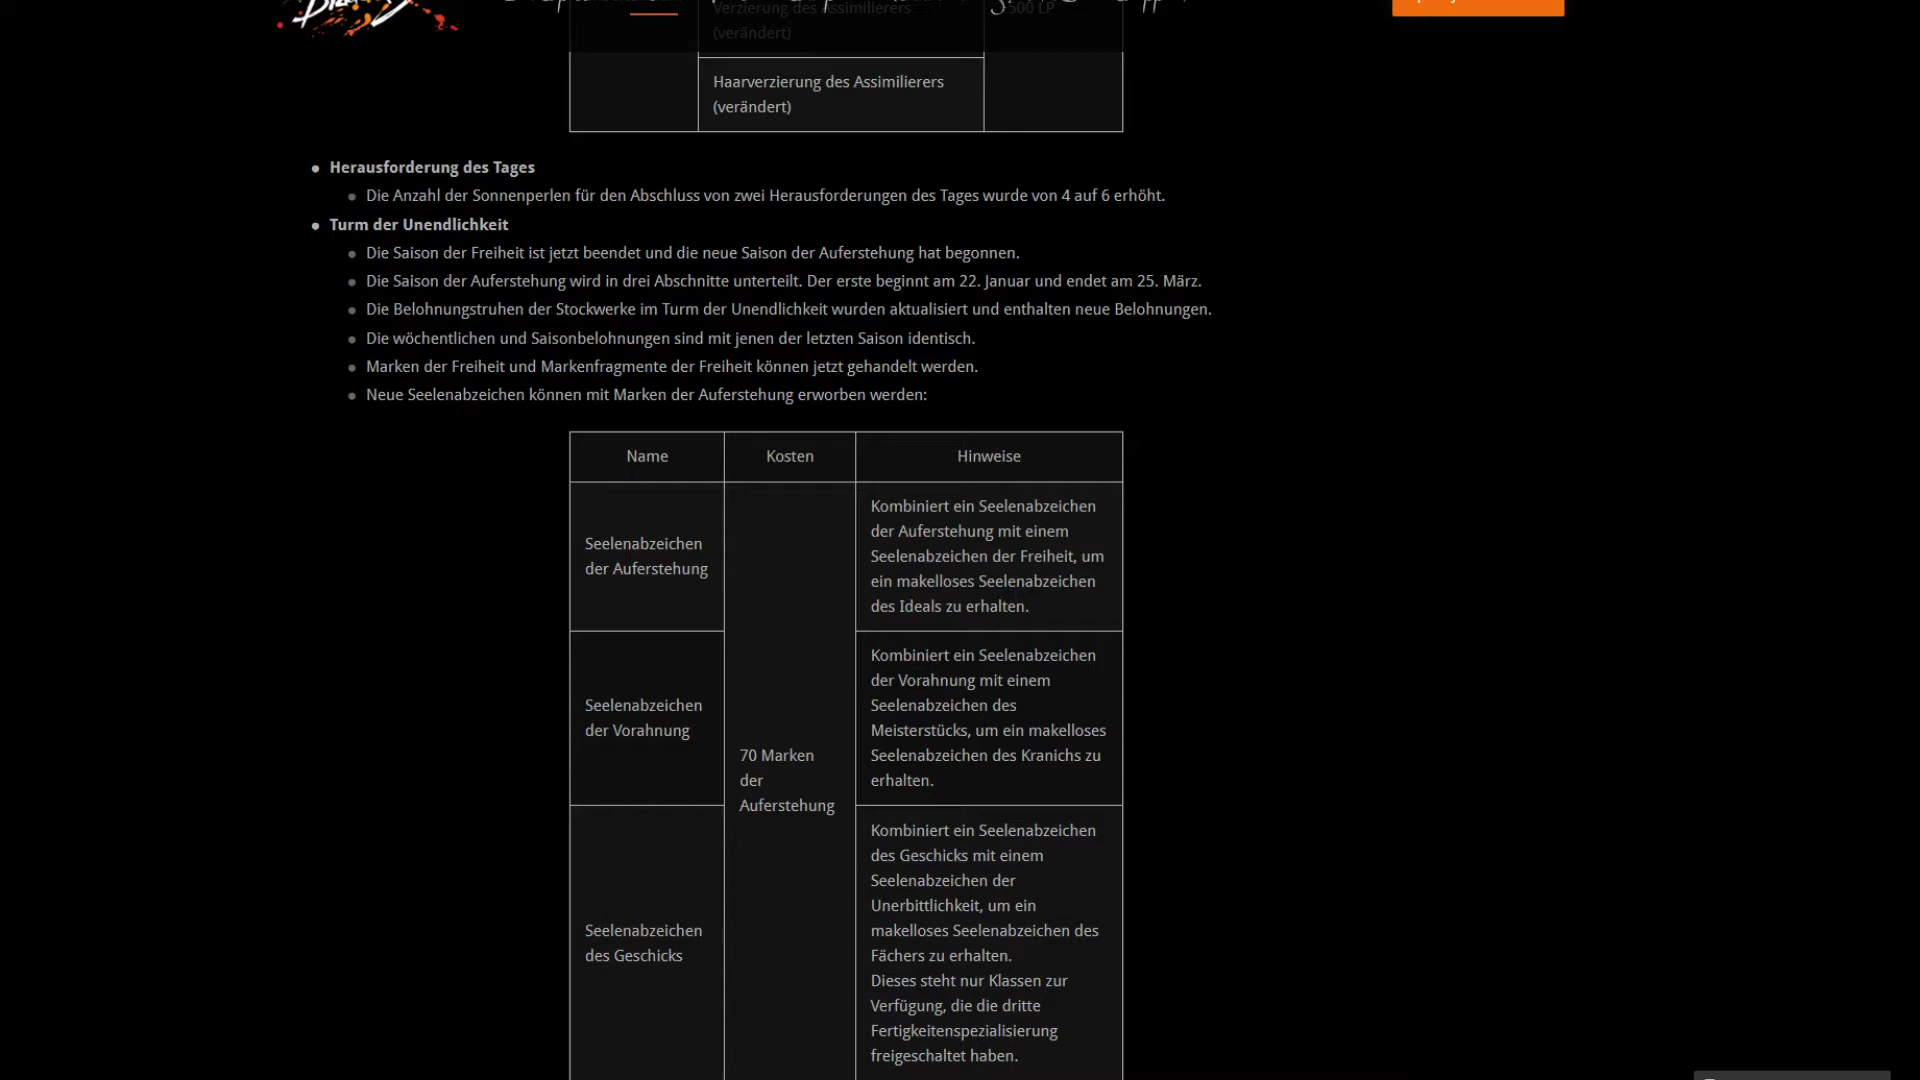 Verzierung des Assimilierers
(verändert)
500 LP
Haarverzierung des Assimilierers
(verändert)
Herausforderung des Tages
Die Anzahl der Sonnenperlen für den Abschluss von zwei Herausforderungen des Tages wurde von 4 auf 6 erhöht.
Turm der Unendlichkeit
Die Saison der Freiheit ist jetzt beendet und die neue Saison der Auferstehung hat begonnen.
Die Saison der Auferstehung wird in drei Abschnitte unterteilt. Der erste beginnt am 22. Januar und endet am 25. März.
Die Belohnungstruhen der Stockwerke im Turm der Unendlichkeit wurden aktualisiert und enthalten neue Belohnungen.
Die wöchentlichen und Saisonbelohnungen sind mit jenen der letzten Saison identisch.
Marken der Freiheit und Markenfragmente der Freiheit können jetzt gehandelt werden.
Neue Seelenabzeichen können mit Marken der Auferstehung erworben werden:
Name
Kosten
Hinweise
Seelenabzeichen
der Auferstehung
70 Marken
der
Auferstehung
Kombiniert ein Seelenabzeichen
der Auferstehung mit einem
Seelenabzeichen der Freiheit, um
ein makelloses Seelenabzeichen
des Ideals zu erhalten.
Seelenabzeichen
der Vorahnung
Kombiniert ein Seelenabzeichen
der Vorahnung mit einem
Seelenabzeichen des
Meisterstücks, um ein makelloses
Seelenabzeichen des Kranichs zu
erhalten.
Seelenabzeichen
des Geschicks
Kombiniert ein Seelenabzeichen
des Geschicks mit einem
Seelenabzeichen der
Unerbittlichkeit, um ein
makelloses Seelenabzeichen des
Fächers zu erhalten.
Dieses steht nur Klassen zur
Verfügung, die die dritte
Fertigkeitenspezialisierung
freigeschaltet haben.